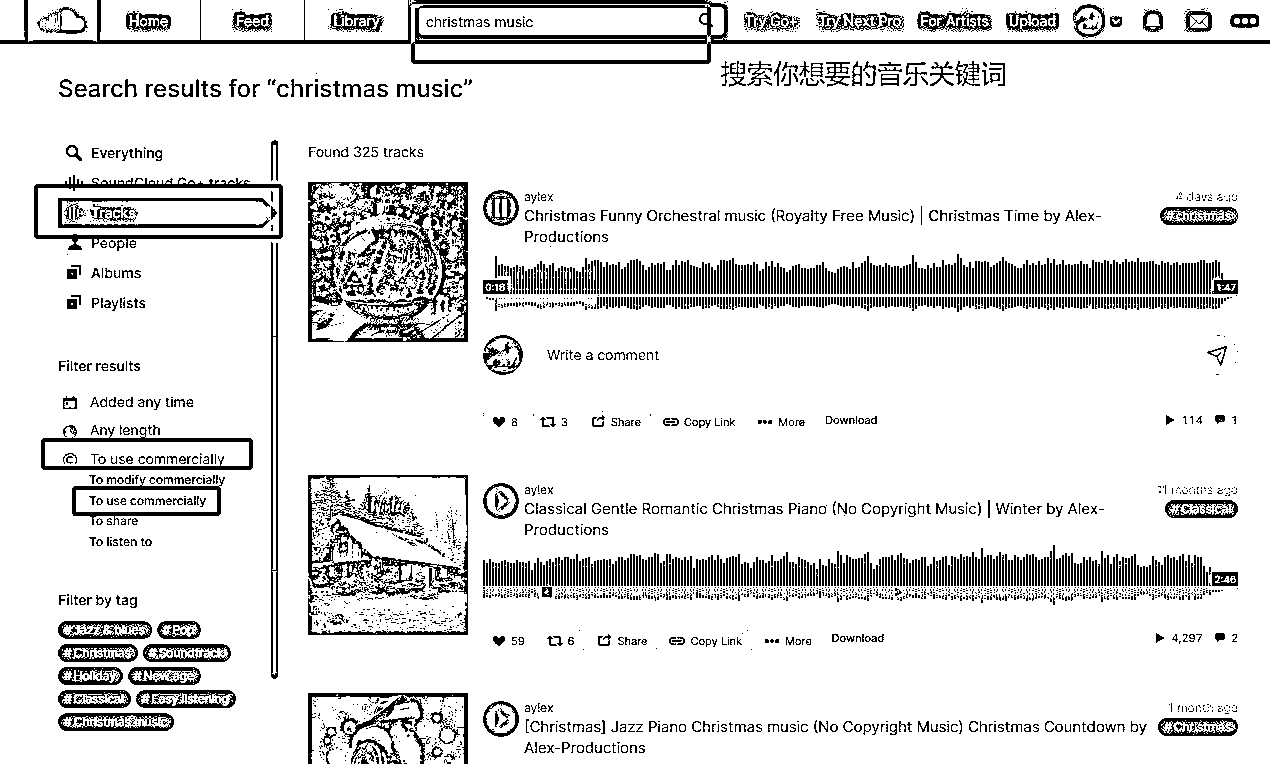 Home
Feed
Library
christmas music
Try Go+
Try Next Pro
For Artists
Upload
搜索你想要的音乐关键词
Search results for “christmas music”
Everything
SoundCloud Go+ tracks
Tracks
People
Albums
Playlists
Filter results
Added any time
Any length
To use commercially
To modify commercially
To use commercially
To share
To listen to
Filter by tag
#Jazz & blues #Pop
#Christmas #Soundtrack
#Holiday #New age
#Classical #Easy listening
#Christmas music
Found 325 tracks
aylex
4 days ago
Christmas Funny Orchestral music (Royalty Free Music) | Christmas Time by Alex-
Productions
#christmas
0:18
1:47
Write a comment
8
3
Share
Copy Link
More
Download
114
1
aylex
11 months ago
Classical Gentle Romantic Christmas Piano (No Copyright Music) | Winter by Alex-
Productions
#Classical
2:46
59
6
Share
Copy Link
More
Download
4,297
2
aylex
1 month ago
[Christmas] Jazz Piano Christmas music (No Copyright Music) Christmas Countdown by
Alex-Productions
#Christmas